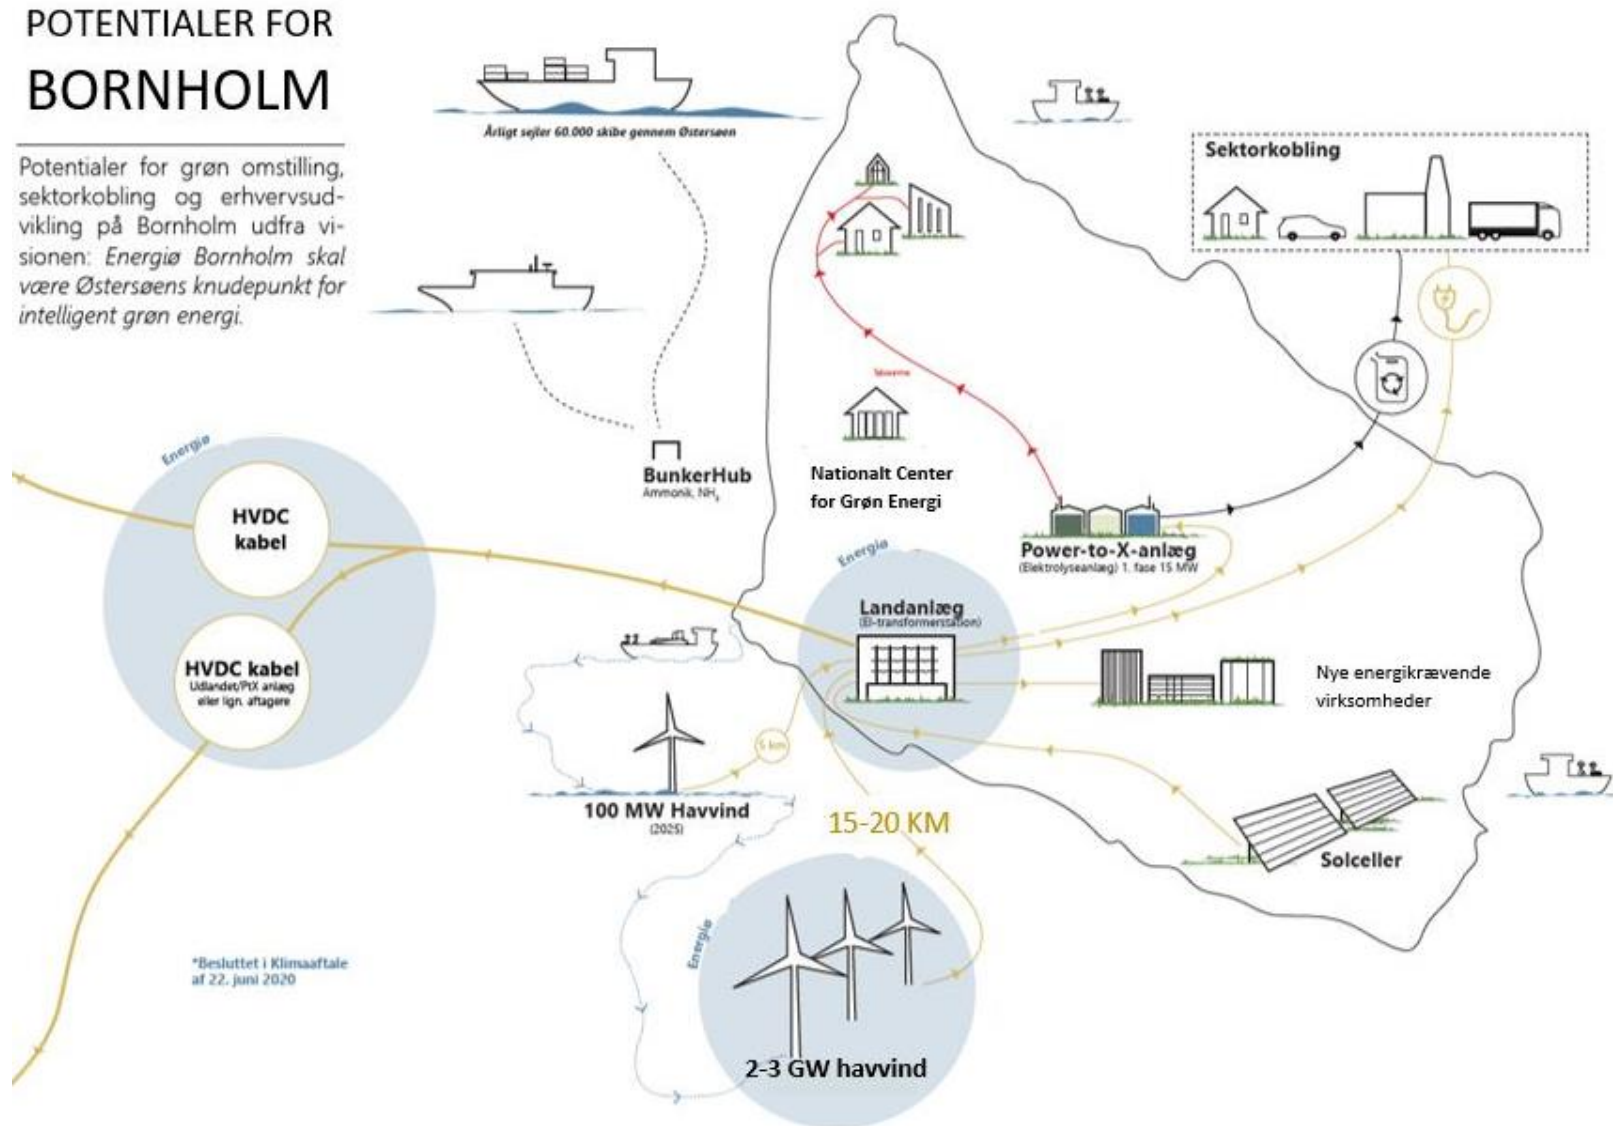 POTENTIALER FOR
BORNHOLM
Potentialer for grøn omstilling,
sektorkobling og erhvervsud-
vikling på Bornholm udfra vi-
sionen: Energiø Bornholm skal
være Østersøens knudepunkt for
intelligent grøn energi.
Årligt sejler 60.000 skibe gennem Østersøen
Sektorkobling
BunkerHub
Ammonik, NH₃
Nationalt Center
for Grøn Energi
Power-to-X-anlæg
(Elektrolyseanlæg) 1. fase 15 MW
Energiø
HVDC
kabel
HVDC kabel
Udlandet/PtX anlæg
eller lign. aftagere
Energiø
Landanlæg
(El-transformerstation)
Nye energikrævende
virksomheder
5 km
100 MW Havvind
(2025)
15-20 KM
Solceller
Energiø
2-3 GW havvind
*Besluttet i Klimaaftale
af 22. juni 2020